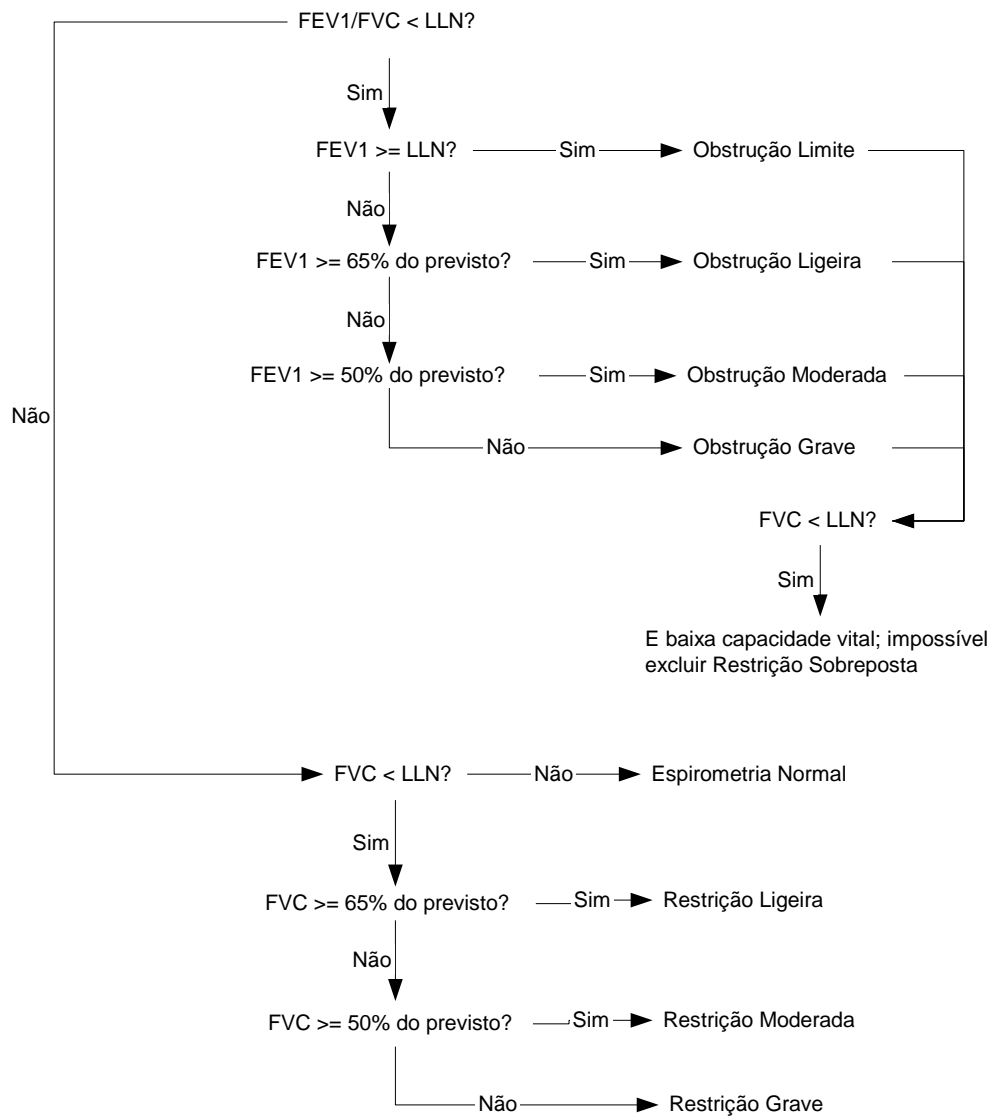 FEV1/FVC < LLN?
Sim
FEV1 >= LLN?
Sim
Obstrução Limite
Não
FEV1 >= 65% do previsto?
Sim
Obstrução Ligeira
Não
FEV1 >= 50% do previsto?
Sim
Obstrução Moderada
Não
Não
Obstrução Grave
FVC < LLN?
Sim
E baixa capacidade vital; impossível
excluir Restrição Sobreposta
FVC < LLN?
Não
Espirometria Normal
Sim
FVC >= 65% do previsto?
Sim
Restrição Ligeira
Não
FVC >= 50% do previsto?
Sim
Restrição Moderada
Não
Restrição Grave